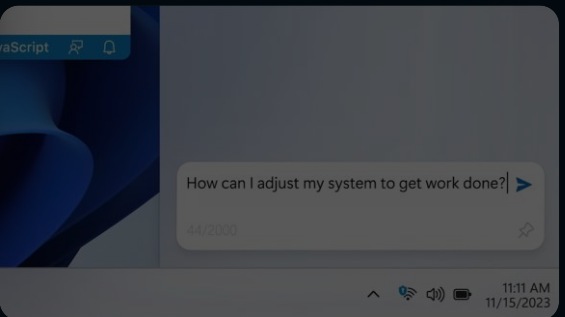 vaScript
How can I adjust my system to get work done?
44/2000
11:11 AM
11/15/2023